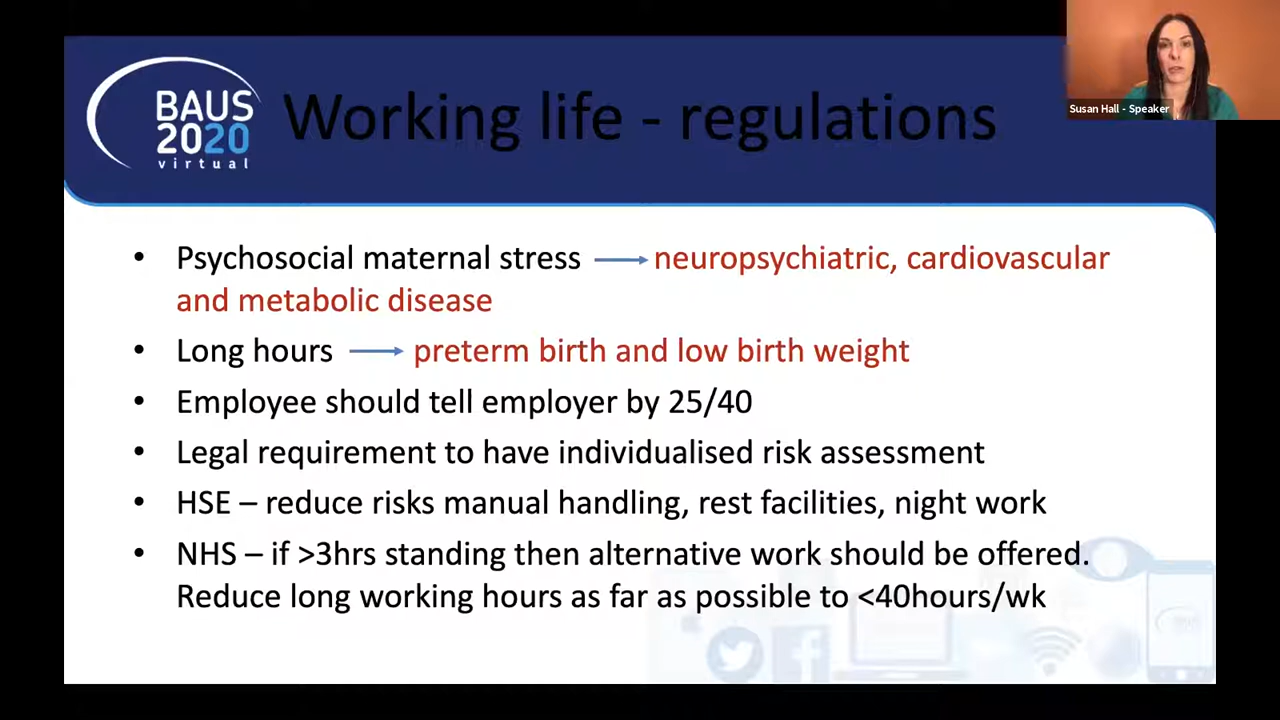 BAUS
2020
virtual
Working life - regulations
Susan Hall - Speaker
• Psychosocial maternal stress → neuropsychiatric, cardiovascular
and metabolic disease
• Long hours → preterm birth and low birth weight
• Employee should tell employer by 25/40
• Legal requirement to have individualised risk assessment
• HSE – reduce risks manual handling, rest facilities, night work
• NHS – if >3hrs standing then alternative work should be offered.
Reduce long working hours as far as possible to <40hours/wk